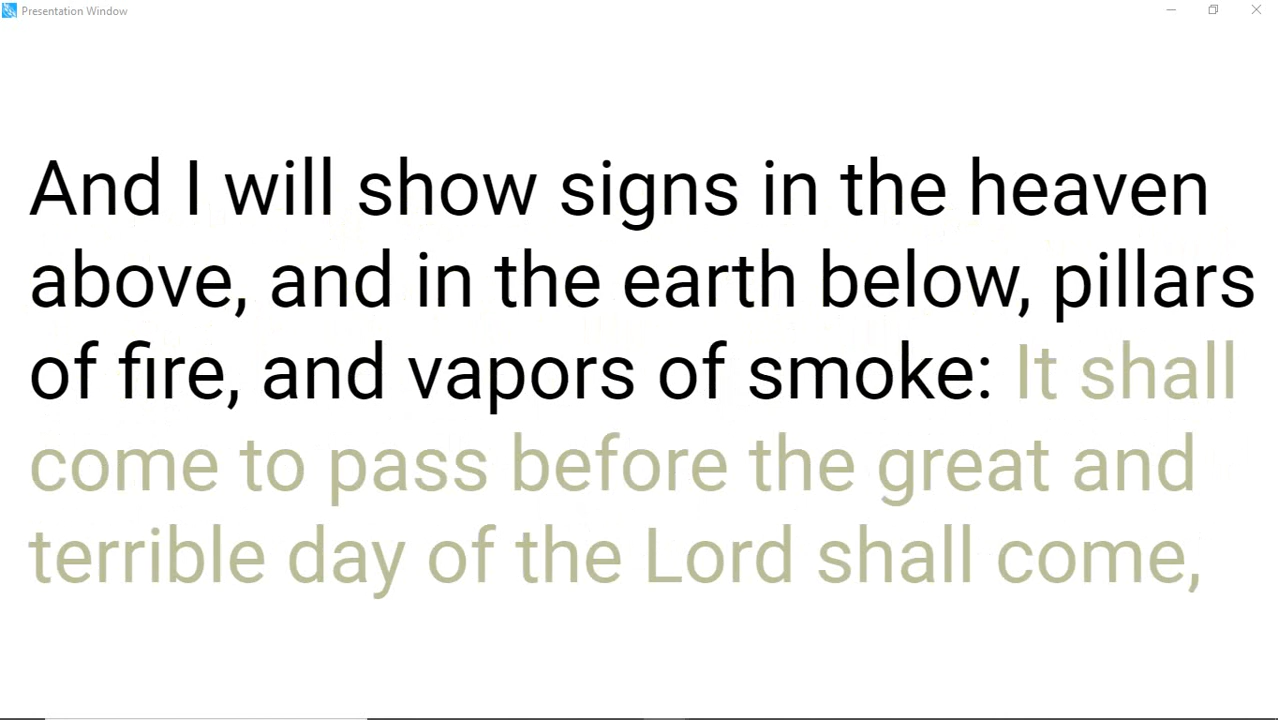 Presentation Window
And I will show signs in the heaven
above, and in the earth below, pillars
of fire, and vapors of smoke: It shall
come to pass before the great and
terrible day of the Lord shall come,